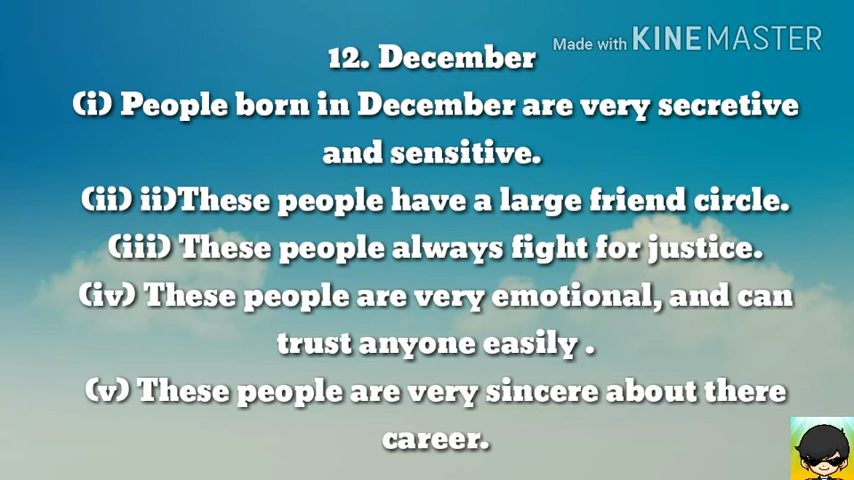 12. December
Made with KINEMASTER
(i) People born in December are very secretive
and sensitive.
(ii) ii)These people have a large friend circle.
(iii) These people always fight for justice.
(iv) These people are very emotional, and can
trust anyone easily .
(v) These people are very sincere about there
career.